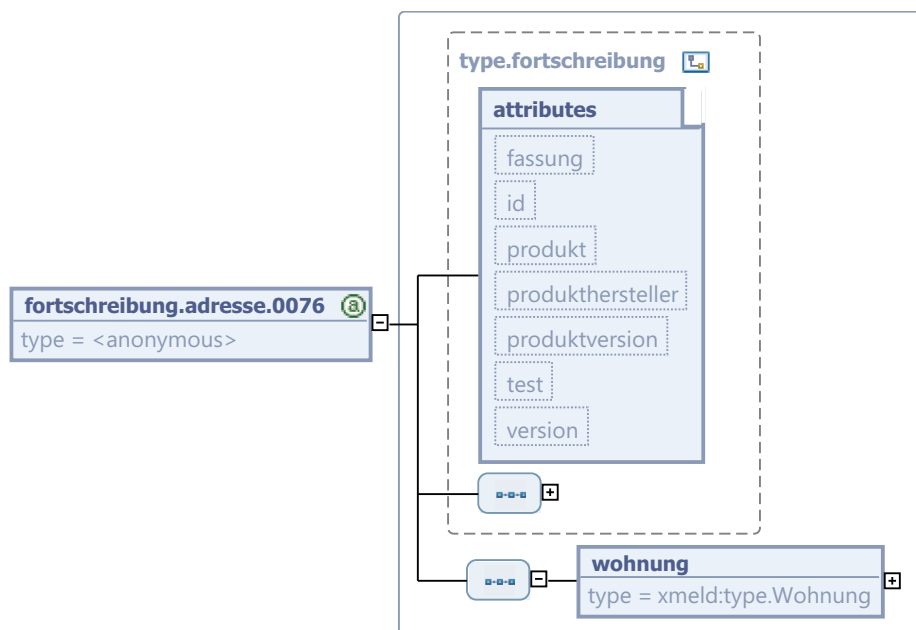 type.fortschreibung
attributes
fassung
id
produkt
produkthersteller
produktversion
test
version
fortschreibung.adresse.0076 a
type = <anonymous>
wohnung
type = xmeld:type.Wohnung